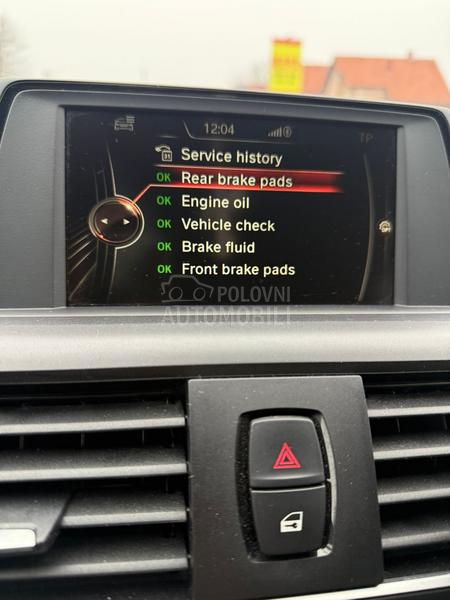 12:04
TP
31 Service history
OK Rear brake pads
OK Engine oil
OK Vehicle check
OK Brake fluid
OK Front brake pads
POLOVNI
AUTOMOBILI